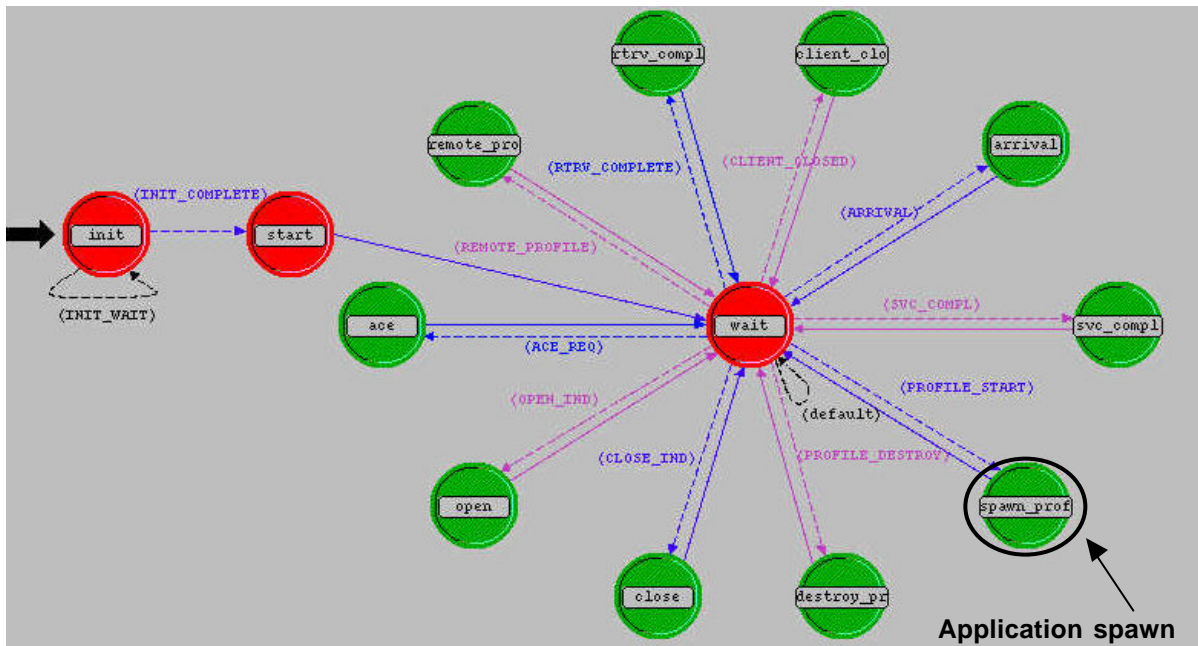 rtrv_compl
client_clo
remote_pro
arrival
(RTRV_COMPLETE)
(CLIENT_CLOSED)
(INIT_COMPLETE)
(ARRIVAL)
init
start
(REMOTE_PROFILE)
(INIT_WAIT)
(SVC_COMPL)
ace
wait
svc_compl
(ACE_REQ)
(PROFILE_START)
(OPEN_IND)
(default)
(CLOSE_IND)
(PROFILE_DESTROY)
open
spawn_prof
close
destroy_pr
Application spawn